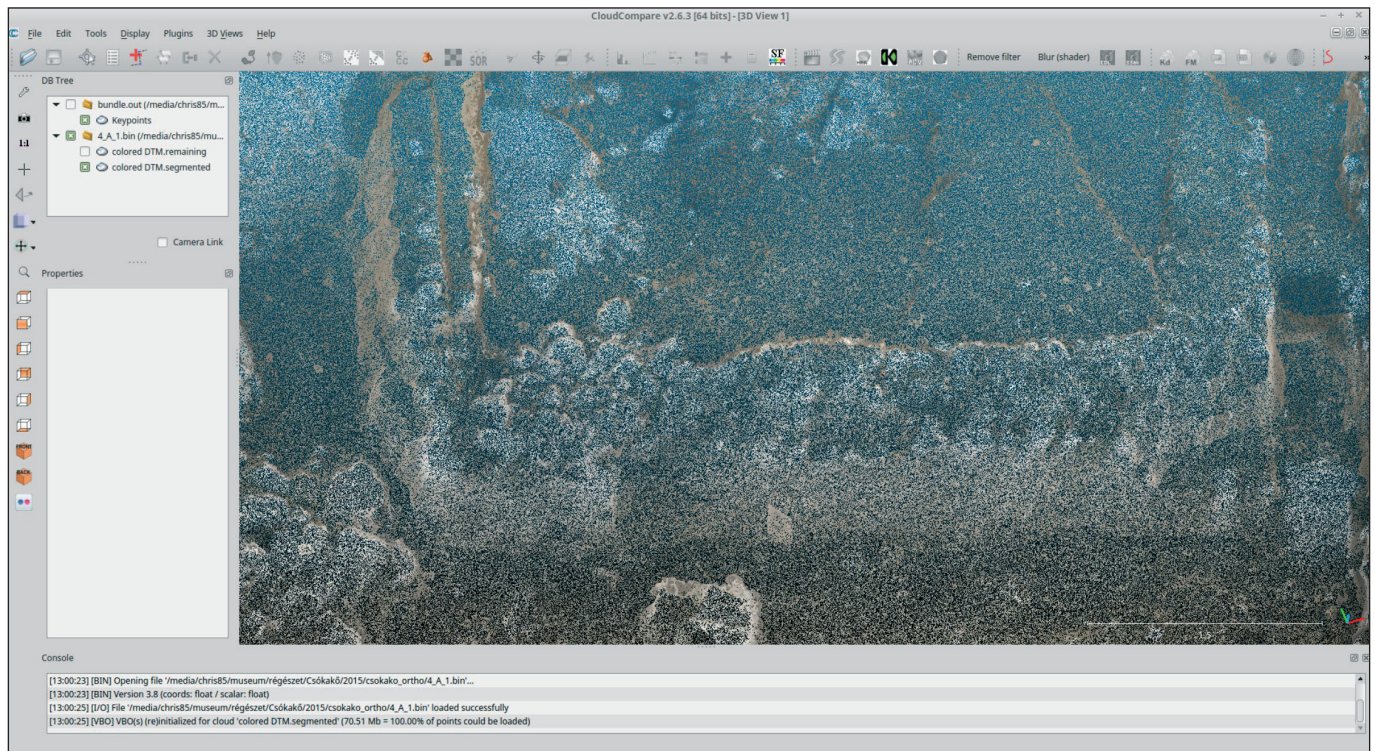 CloudCompare v2.6.3 [64 bits] - [3D View 1]
File Edit Tools Display Plugins 3D Views Help
SOR SF Remove filter Blur (shader) Kd FM
DB Tree
bundle.out (/media/chris85/m...
Keypoints
4_A_1.bin (/media/chris85/mu...
colored DTM.remaining
colored DTM.segmented
1:1
Camera Link
Properties
FRONT
BACK
1.5
Console
[13:00:23] [BIN] Opening file '/media/chris85/museum/régészet/Csókakő/2015/csokako_ortho/4_A_1.bin'...
[13:00:23] [BIN] Version 3.8 (coords: float / scalar: float)
[13:00:25] [I/O] File '/media/chris85/museum/régészet/Csókakő/2015/csokako_ortho/4_A_1.bin' loaded successfully
[13:00:25] [VBO] VBO(s) (re)initialized for cloud 'colored DTM.segmented' (70.51 Mb = 100.00% of points could be loaded)